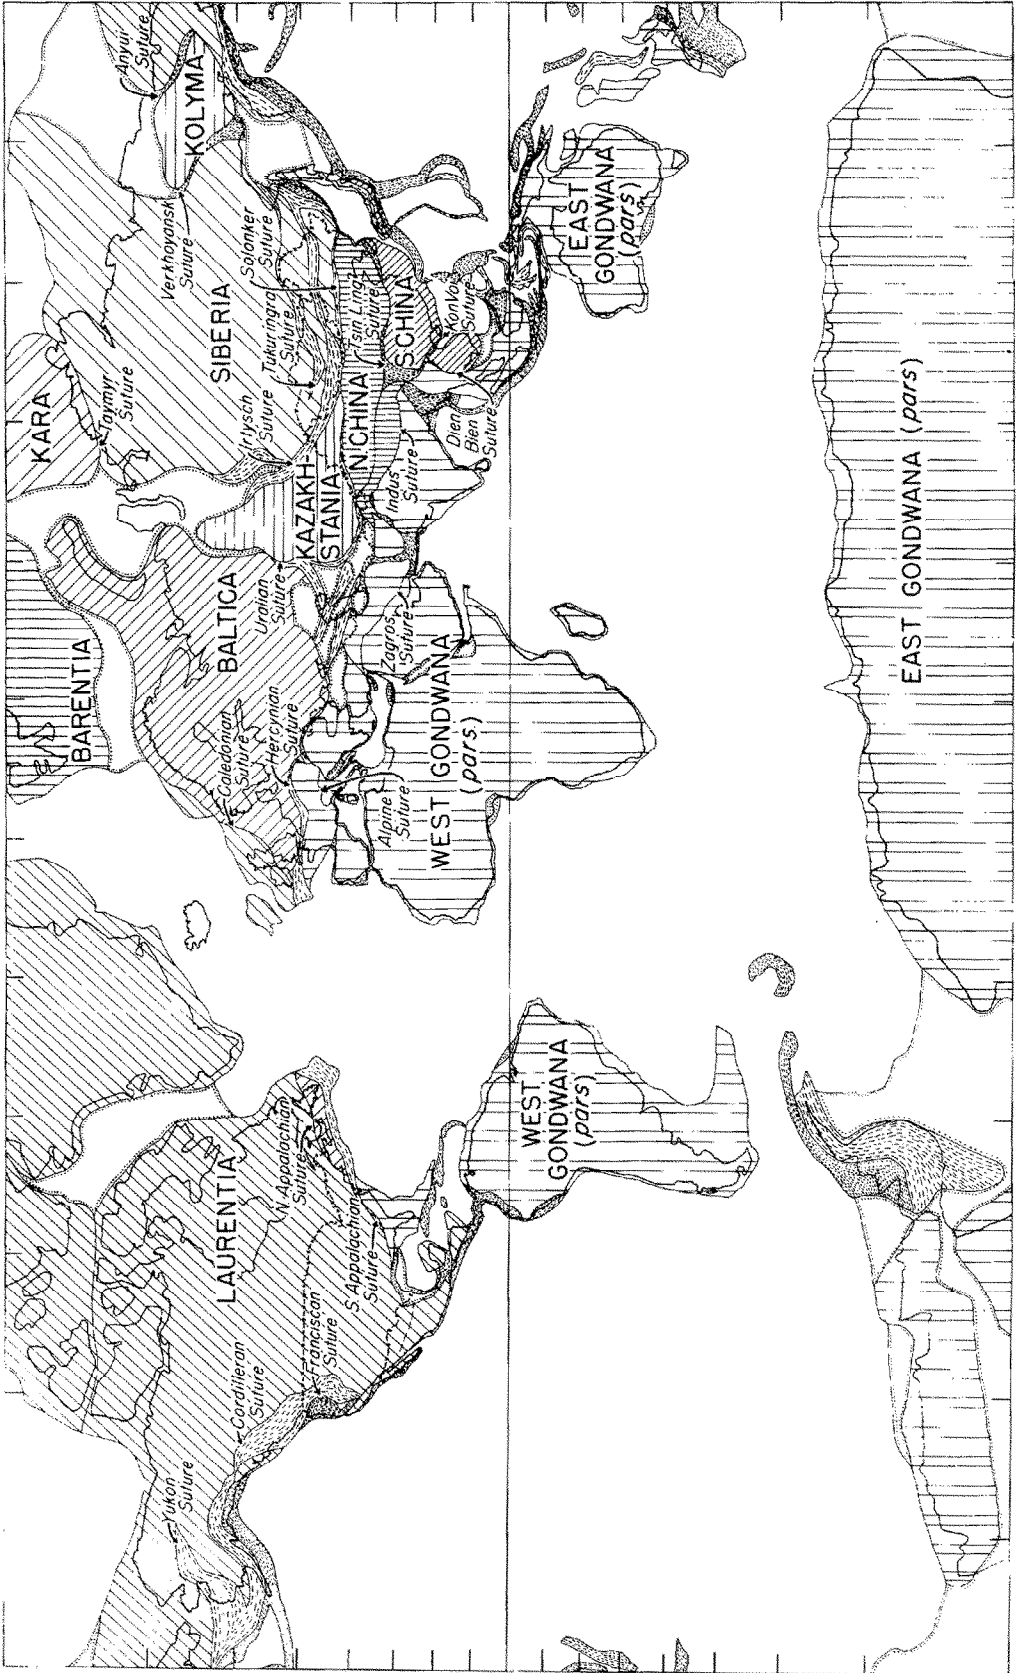 Yukon
Suture
Cordilleran
Suture
Franciscan
Suture
LAURENTIA
N. Appalachian
Suture
S. Appalachian
Suture
WEST
GONDWANA
(pars)
BARENTIA
BALTICA
Caledonian
Suture
Hercynian
Suture
Uralian
Suture
Alpine
Suture
Zagros
Suture
WEST GONDWANA
(pars)
KARA
Taymyr
Suture
SIBERIA
Irtysch
Suture
Tukuringra
Suture
Solonker
Suture
Verkhoyansk
Suture
Anyui
Suture
KOLYMA
KAZAKH
STANIA
N CHINA
Tsin Ling
Suture
S CHINA
Indus
Suture
Dien
Bien
Suture
Kon Voi
Suture
EAST
GONDWANA
(pars)
EAST GONDWANA (pars)